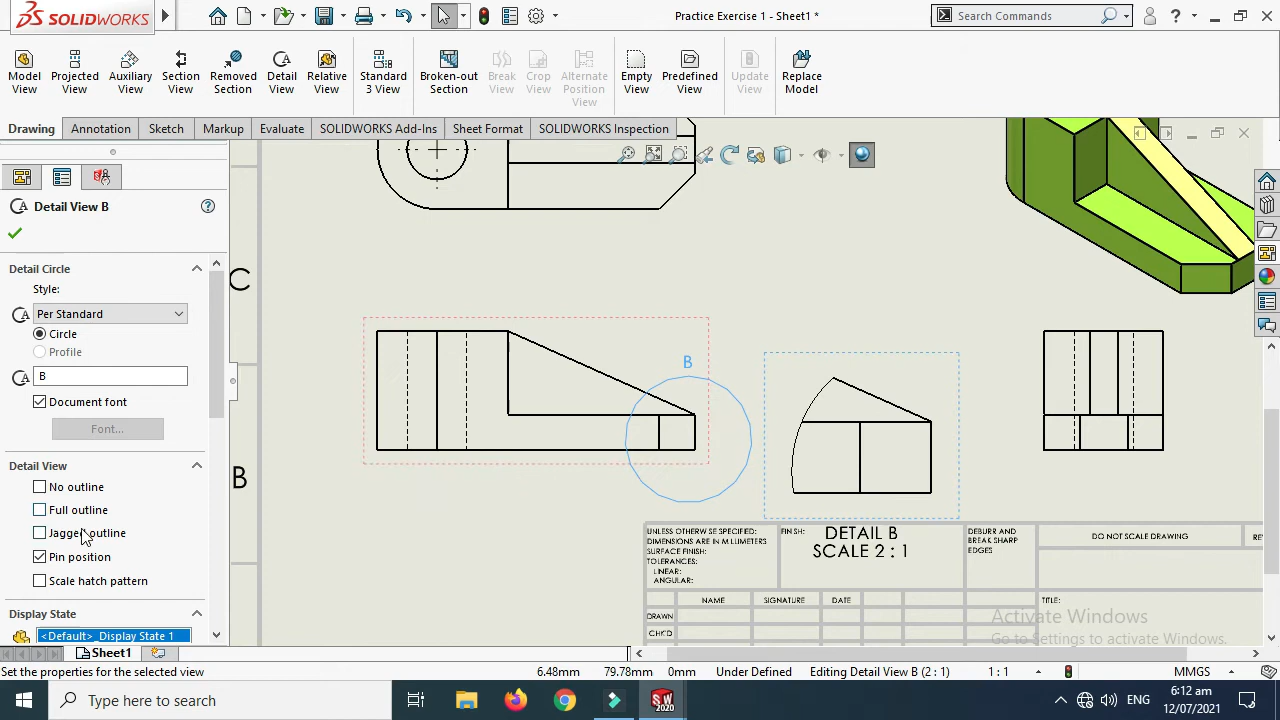 SOLIDWORKS
Practice Exercise 1 - Sheet1 *
Search Commands
Model View
Projected View
Auxiliary View
Section View
Removed Section
Detail View
Relative View
Standard 3 View
Broken-out Section
Break View
Crop View
Alternate Position View
Empty View
Predefined View
Update View
Replace Model
Drawing
Annotation
Sketch
Markup
Evaluate
SOLIDWORKS Add-Ins
Sheet Format
SOLIDWORKS Inspection
Detail View B
Detail Circle
Style:
Per Standard
Circle
Profile
B
Document font
Font...
Detail View
No outline
Full outline
Jagged outline
Pin position
Scale hatch pattern
Display State
<Default>_Display State 1
C
B
B
DETAIL B
SCALE 2 : 1
UNLESS OTHERWISE SPECIFIED:
DIMENSIONS ARE IN MILLIMETERS
SURFACE FINISH:
TOLERANCES:
LINEAR:
ANGULAR:
FINISH:
DEBURR AND
BREAK SHARP
EDGES
DO NOT SCALE DRAWING
NAME
SIGNATURE
DATE
TITLE:
DRAWN
CHK'D
Activate Windows
Go to Settings to activate Windows.
Sheet1
Set the properties for the selected view
6.48mm
79.78mm
0mm
Under Defined
Editing Detail View B (2 : 1)
1 : 1
MMGS
Type here to search
SW
2020
ENG
6:12 am
12/07/2021